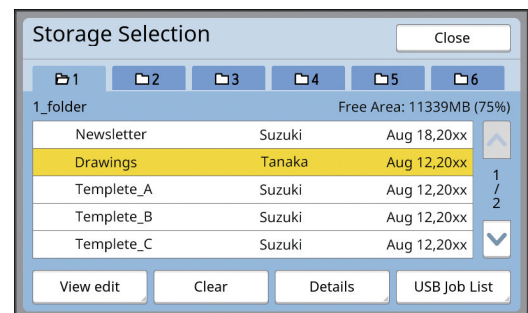 Storage Selection Close
1 2 3 4 5 6
1_folder Free Area: 11339MB (75%)
Newsletter Suzuki Aug 18,20xx
Drawings Tanaka Aug 12,20xx
Templete_A Suzuki Aug 12,20xx
Templete_B Suzuki Aug 12,20xx
Templete_C Suzuki Aug 12,20xx
1
/
2
View edit Clear Details USB Job List